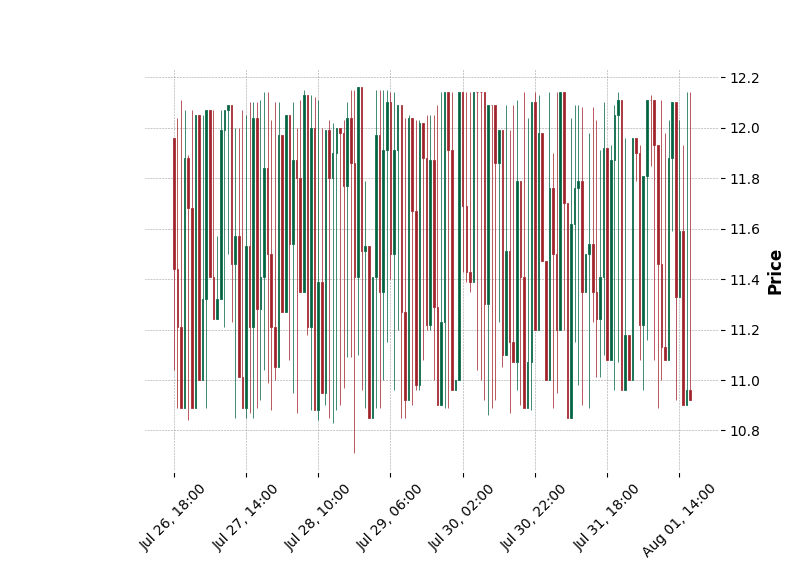 12.2
12.0
11.8
11.6
11.4
11.2
11.0
10.8
Price
Jul 26, 18:00
Jul 27, 14:00
Jul 28, 10:00
Jul 29, 06:00
Jul 30, 02:00
Jul 30, 22:00
Jul 31, 18:00
Aug 01, 14:00